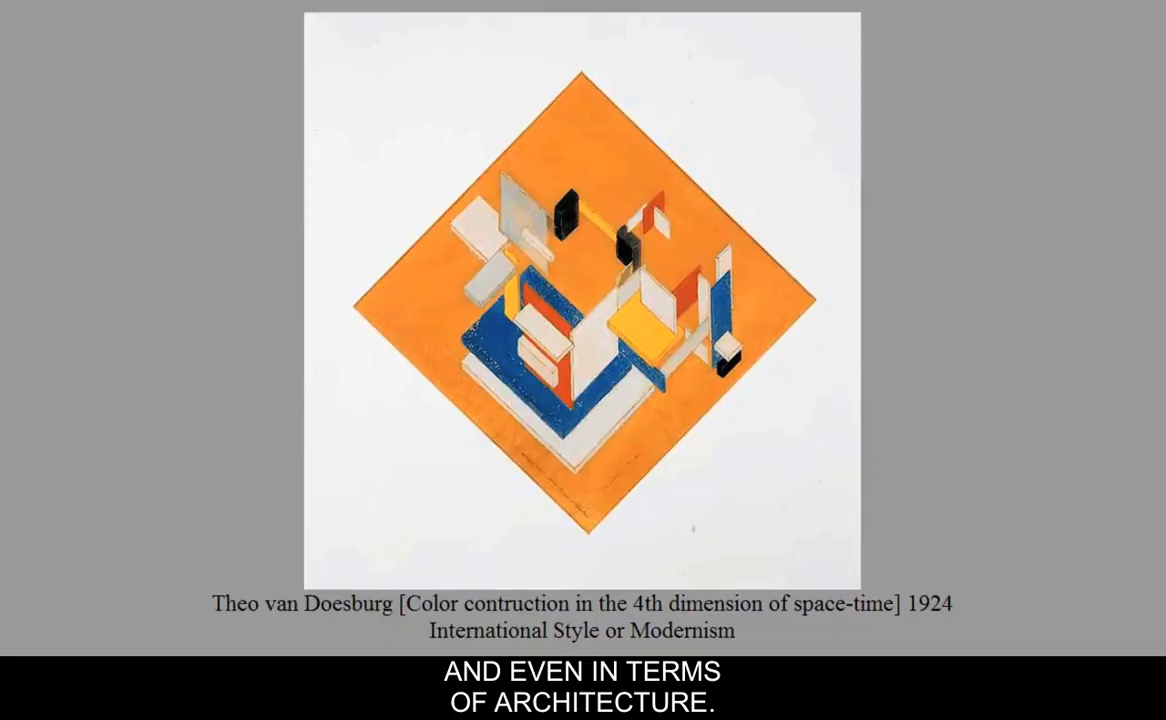 Theo van Doesburg [Color contruction in the 4th dimension of space-time] 1924
International Style or Modernism
AND EVEN IN TERMS
OF ARCHITECTURE.